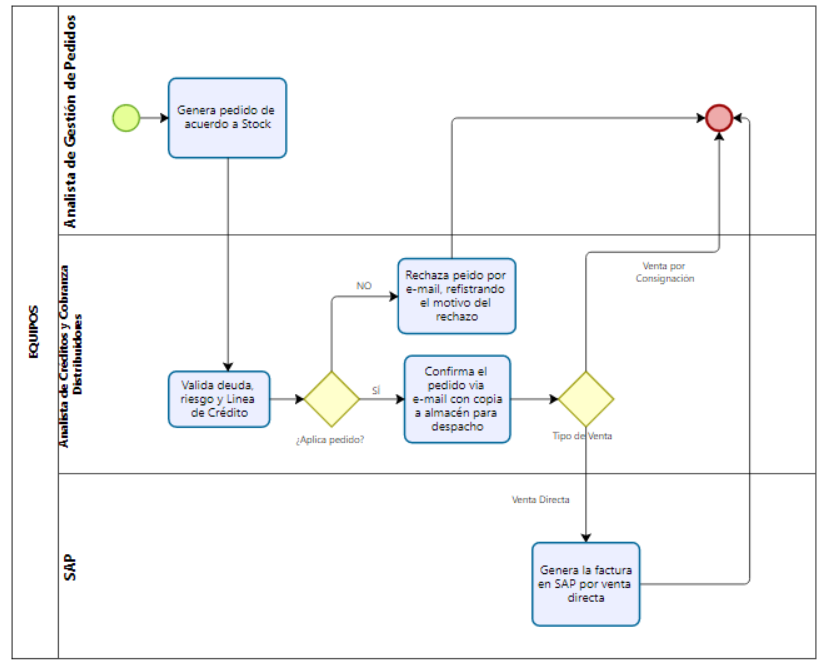 EQUIPOS
Analista de Gestión de Pedidos
Genera pedido de
acuerdo a Stock
Analista de Creditos y Cobranza
Distribuidores
Valida deuda,
riesgo y Linea
de Crédito
¿Aplica pedido?
NO
Rechaza peido por
e-mail, refistrando
el motivo del
rechazo
SÍ
Confirma el
pedido via
e-mail con copia
a almacén para
despacho
Tipo de Venta
Venta por
Consignación
Venta Directa
SAP
Genera la factura
en SAP por venta
directa